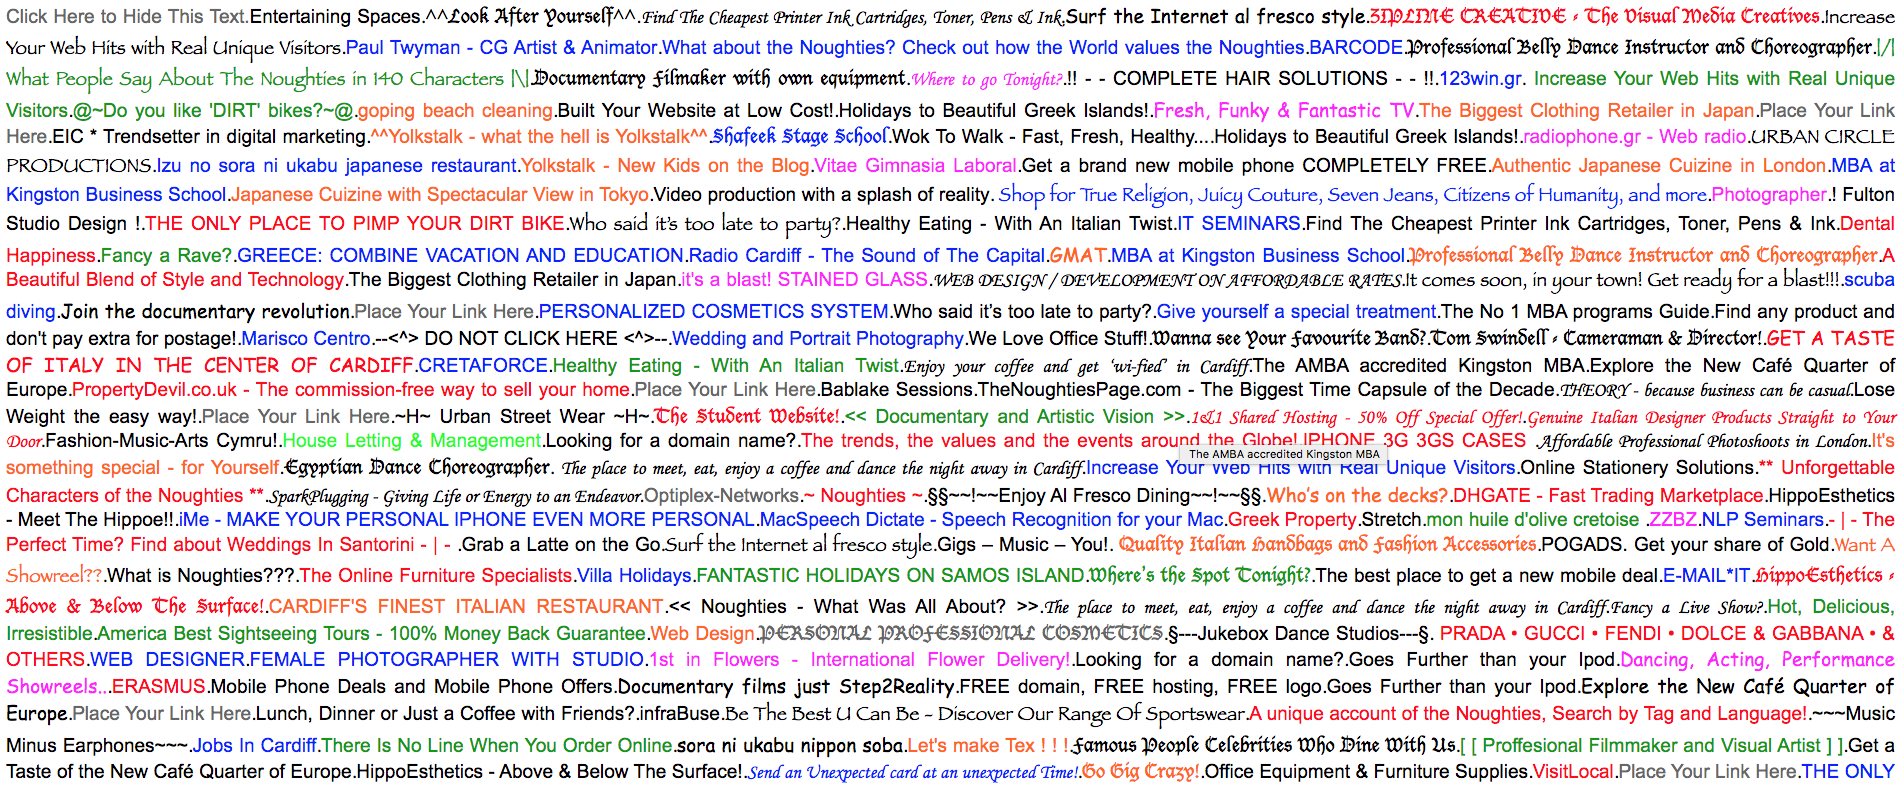 Click Here to Hide This Text.Entertaining Spaces.^^Look After Yourself^^.Find The Cheapest Printer Ink Cartridges, Toner, Pens & Ink.Surf the Internet al fresco style.ZIPLINE CREATIVE - The Visual Media Creatives.Increase
Your Web Hits with Real Unique Visitors.Paul Twyman - CG Artist & Animator.What about the Noughties? Check out how the World values the Noughties.BARCODE.Professional Belly Dance Instructor and Choreographer.|/|
What People Say About The Noughties in 140 Characters |\|.Documentary filmaker with own equipment.Where to go Tonight?.!! - - COMPLETE HAIR SOLUTIONS - - !!.123win.gr. Increase Your Web Hits with Real Unique
Visitors.@~Do you like 'DIRT' bikes?~@.goping beach cleaning.Built Your Website at Low Cost!.Holidays to Beautiful Greek Islands!.Fresh, Funky & Fantastic TV.The Biggest Clothing Retailer in Japan.Place Your Link
Here.EIC * Trendsetter in digital marketing.^^Yolkstalk - what the hell is Yolkstalk^^.Shafeek Stage School.Wok To Walk - Fast, Fresh, Healthy....Holidays to Beautiful Greek Islands!.radiophone.gr - Web radio.URBAN CIRCLE
PRODUCTIONS.Izu no sora ni ukabu japanese restaurant.Yolkstalk - New Kids on the Blog.Vitae Gimnasia Laboral.Get a brand new mobile phone COMPLETELY FREE.Authentic Japanese Cuizine in London.MBA at
Kingston Business School.Japanese Cuizine with Spectacular View in Tokyo.Video production with a splash of reality. Shop for True Religion, Juicy Couture, Seven Jeans, Citizens of Humanity, and more.Photographer.! Fulton
Studio Design !.THE ONLY PLACE TO PIMP YOUR DIRT BIKE.Who said it's too late to party?.Healthy Eating - With An Italian Twist.IT SEMINARS.Find The Cheapest Printer Ink Cartridges, Toner, Pens & Ink.Dental
Happiness.Fancy a Rave?.GREECE: COMBINE VACATION AND EDUCATION.Radio Cardiff - The Sound of The Capital.GMAT.MBA at Kingston Business School.Professional Belly Dance Instructor and Choreographer.A
Beautiful Blend of Style and Technology.The Biggest Clothing Retailer in Japan.it's a blast! STAINED GLASS.WEB DESIGN / DEVELOPMENT ON AFFORDABLE RATES.It comes soon, in your town! Get ready for a blast!!!.scuba
diving.Join the documentary revolution.Place Your Link Here.PERSONALIZED COSMETICS SYSTEM.Who said it's too late to party?.Give yourself a special treatment.The No 1 MBA programs Guide.Find any product and
don't pay extra for postage!.Marisco Centro.--<^> DO NOT CLICK HERE <^>--.Wedding and Portrait Photography.We Love Office Stuff!.Wanna see Your Favourite Band?.Tom Swindell - Cameraman & Director!.GET A TASTE
OF ITALY IN THE CENTER OF CARDIFF.CRETAFORCE.Healthy Eating - With An Italian Twist.Enjoy your coffee and get 'wi-fied' in Cardiff.The AMBA accredited Kingston MBA.Explore the New Café Quarter of
Europe.PropertyDevil.co.uk - The commission-free way to sell your home.Place Your Link Here.Bablake Sessions.TheNoughtiesPage.com - The Biggest Time Capsule of the Decade.THEORY - because business can be casual.Lose
Weight the easy way!.Place Your Link Here.~H~ Urban Street Wear ~H~.The Student Website!.<< Documentary and Artistic Vision >>.1&1 Shared Hosting - 50% Off Special Offer!.Genuine Italian Designer Products Straight to Your
Door.Fashion-Music-Arts Cymru!.House Letting & Management.Looking for a domain name?.The trends, the values and the events around the Globe!.IPHONE 3G 3GS CASES .Affordable Professional Photoshoots in London.It's
The AMBA accredited Kingston MBA
something special - for Yourself.Egyptian Dance Choreographer. The place to meet, eat, enjoy a coffee and dance the night away in Cardiff.Increase Your Web Hits with Real Unique Visitors.Online Stationery Solutions.** Unforgettable
Characters of the Noughties **.SparkPlugging - Giving Life or Energy to an Endeavor.Optiplex-Networks.~ Noughties ~.§§~~!~~Enjoy Al Fresco Dining~~!~~§§.Who's on the decks?.DHGATE - Fast Trading Marketplace.HippoEsthetics
- Meet The Hippoe!!.iMe - MAKE YOUR PERSONAL IPHONE EVEN MORE PERSONAL.MacSpeech Dictate - Speech Recognition for your Mac.Greek Property.Stretch.mon huile d'olive cretoise .ZZBZ.NLP Seminars.- | - The
Perfect Time? Find about Weddings In Santorini - | - .Grab a Latte on the Go.Surf the Internet al fresco style.Gigs – Music – You!. Quality Italian Handbags and Fashion Accessories.POGADS. Get your share of Gold.Want A
Showreel??.What is Noughties???.The Online Furniture Specialists.Villa Holidays.FANTASTIC HOLIDAYS ON SAMOS ISLAND.Where's the Spot Tonight?.The best place to get a new mobile deal.E-MAIL*IT.HippoEsthetics -
Above & Below The Surface!.CARDIFF'S FINEST ITALIAN RESTAURANT.<< Noughties - What Was All About? >>.The place to meet, eat, enjoy a coffee and dance the night away in Cardiff.Fancy a Live Show?.Hot, Delicious,
Irresistible.America Best Sightseeing Tours - 100% Money Back Guarantee.Web Design.PERSONAL PROFESSIONAL COSMETICS.§---Jukebox Dance Studios---§. PRADA • GUCCI • FENDI • DOLCE & GABBANA • &
OTHERS.WEB DESIGNER.FEMALE PHOTOGRAPHER WITH STUDIO.1st in Flowers - International Flower Delivery!.Looking for a domain name?.Goes Further than your Ipod.Dancing, Acting, Performance
Showreels...ERASMUS.Mobile Phone Deals and Mobile Phone Offers.Documentary films just Step2Reality.FREE domain, FREE hosting, FREE logo.Goes Further than your Ipod.Explore the New Café Quarter of
Europe.Place Your Link Here.Lunch, Dinner or Just a Coffee with Friends?.infraBuse.Be The Best U Can Be - Discover Our Range Of Sportswear.A unique account of the Noughties, Search by Tag and Language!.~~~Music
Minus Earphones~~~.Jobs In Cardiff.There Is No Line When You Order Online.sora ni ukabu nippon soba.Let's make Tex ! ! !.Famous People Celebrities Who Dine With Us.[ [ Proffesional Filmmaker and Visual Artist ] ].Get a
Taste of the New Café Quarter of Europe.HippoEsthetics - Above & Below The Surface!.Send an Unexpected card at an unexpected Time!.Go Gig Crazy!.Office Equipment & Furniture Supplies.VisitLocal.Place Your Link Here.THE ONLY